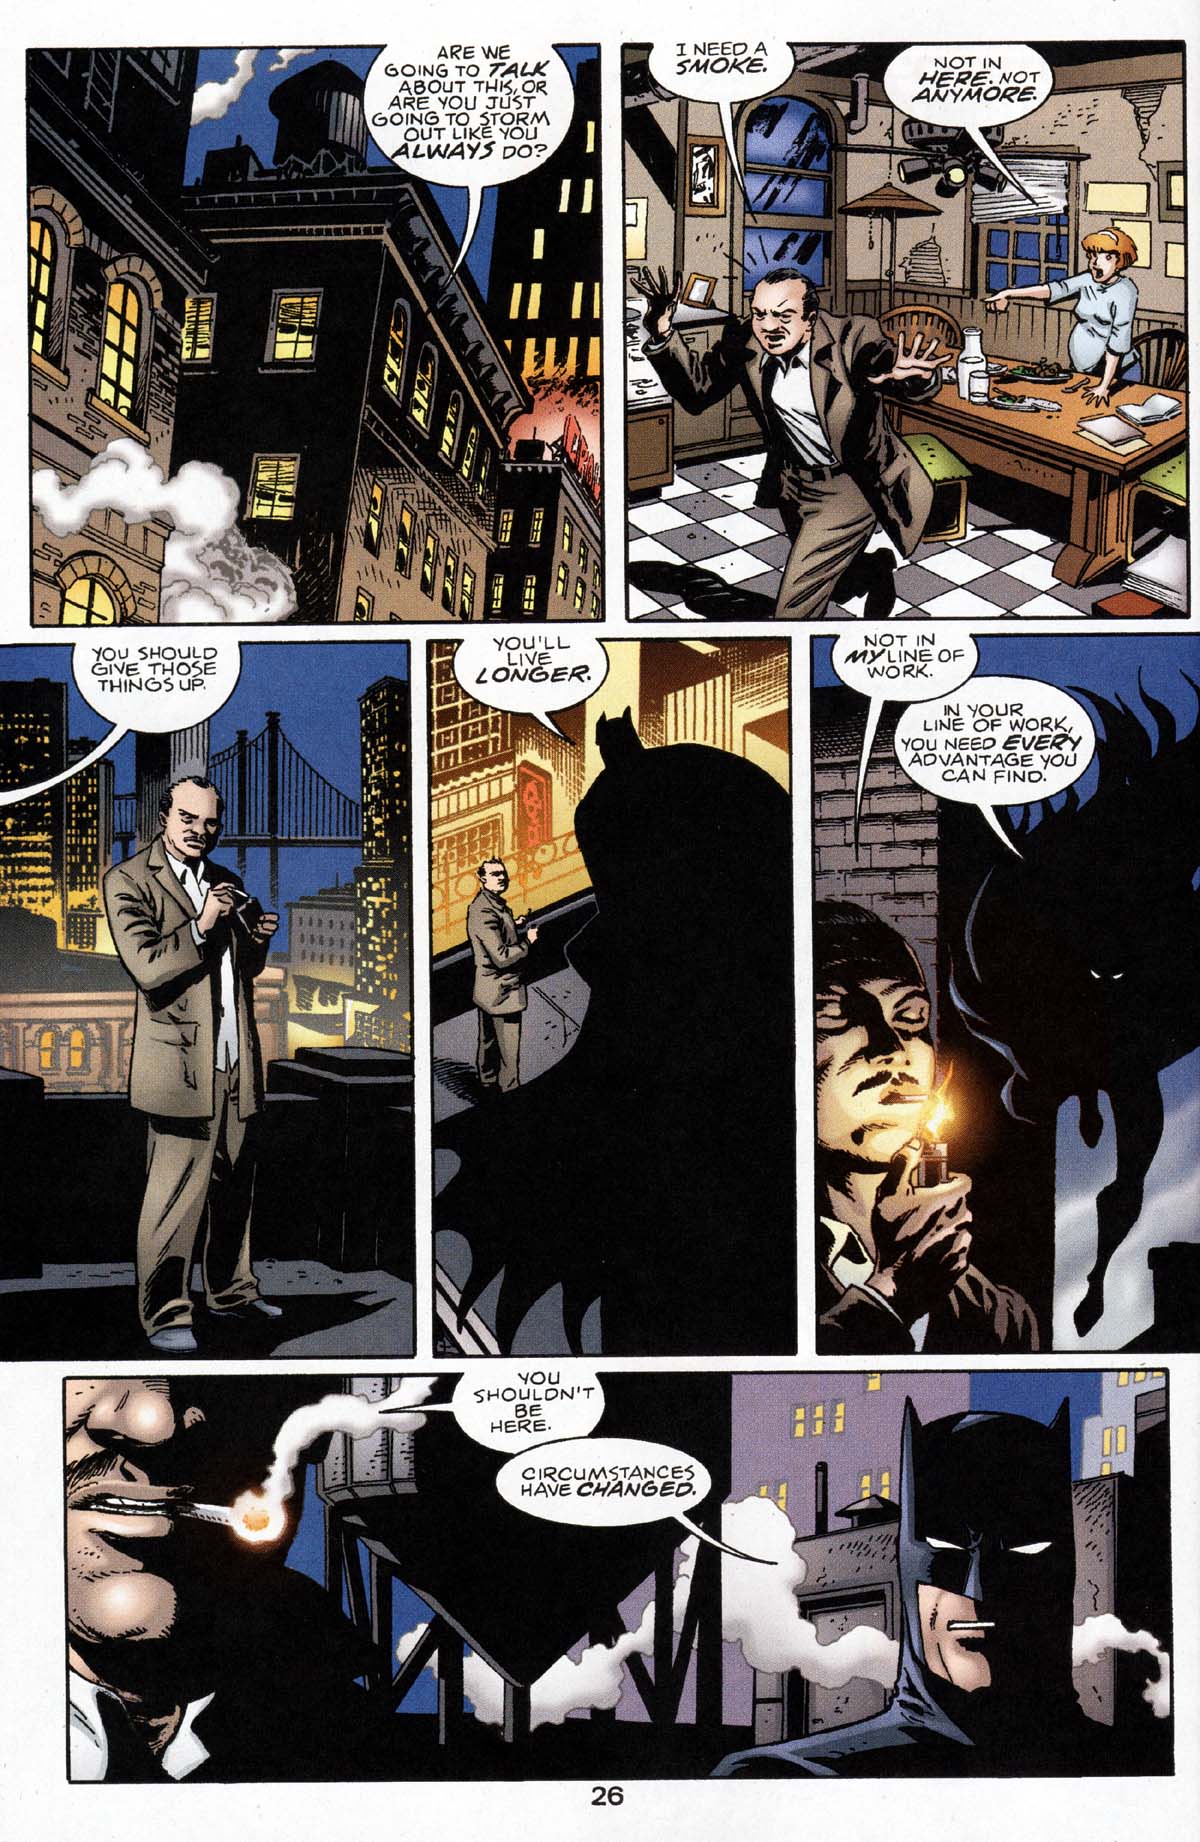 ARE WE
GOING TO TALK
ABOUT THIS, OR
ARE YOU JUST
GOING TO STORM
OUT LIKE YOU
ALWAYS DO?
I NEED A
SMOKE.
NOT IN
HERE. NOT
ANYMORE.
YOU SHOULD
GIVE THOSE
THINGS UP.
YOU'LL
LIVE
LONGER.
NOT IN
MY LINE OF
WORK.
IN YOUR
LINE OF WORK,
YOU NEED EVERY
ADVANTAGE YOU
CAN FIND.
YOU
SHOULDN'T
BE
HERE.
CIRCUMSTANCES
HAVE CHANGED.
26